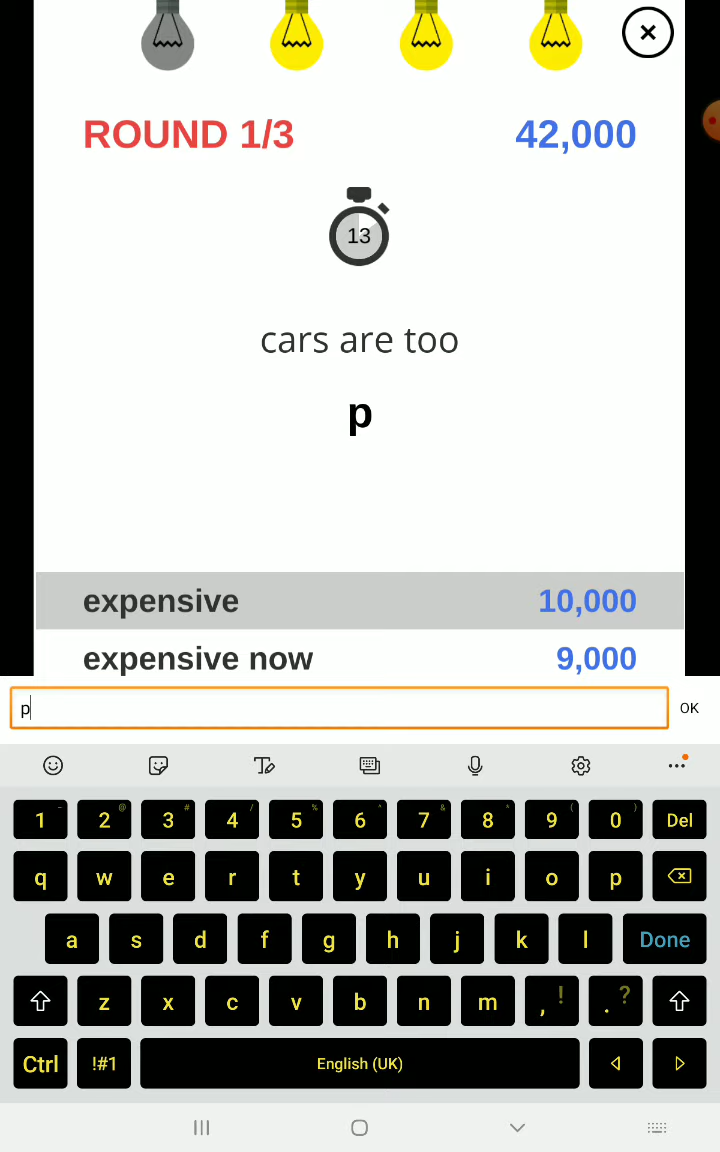 ROUND 1/3 42,000
13
cars are too
p
expensive 10,000
expensive now 9,000
p OK
1 - 2 @ 3 # 4 / 5 % 6 ^ 7 & 8 * 9 ( 0 ) Del
q w e r t y u i o p
a s d f g h j k l Done
z x c v b n m , ! . ?
Ctrl !#1 English (UK)